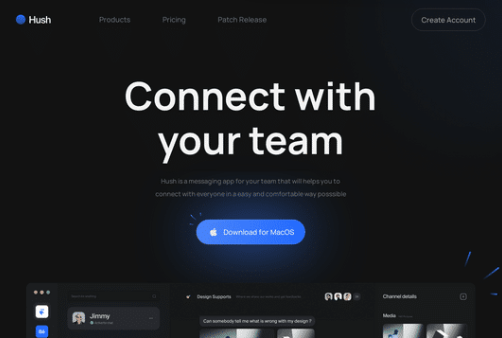 Hush
Products
Pricing
Patch Release
Create Account
Connect with
your team
Hush is a messaging app for your team that will helps you to
connect with everyone in a easy and comfortable way possible
Download for MacOS
Design Supports
Channel details
Jimmy
Media
Can somebody tell me what is wrong with my design?